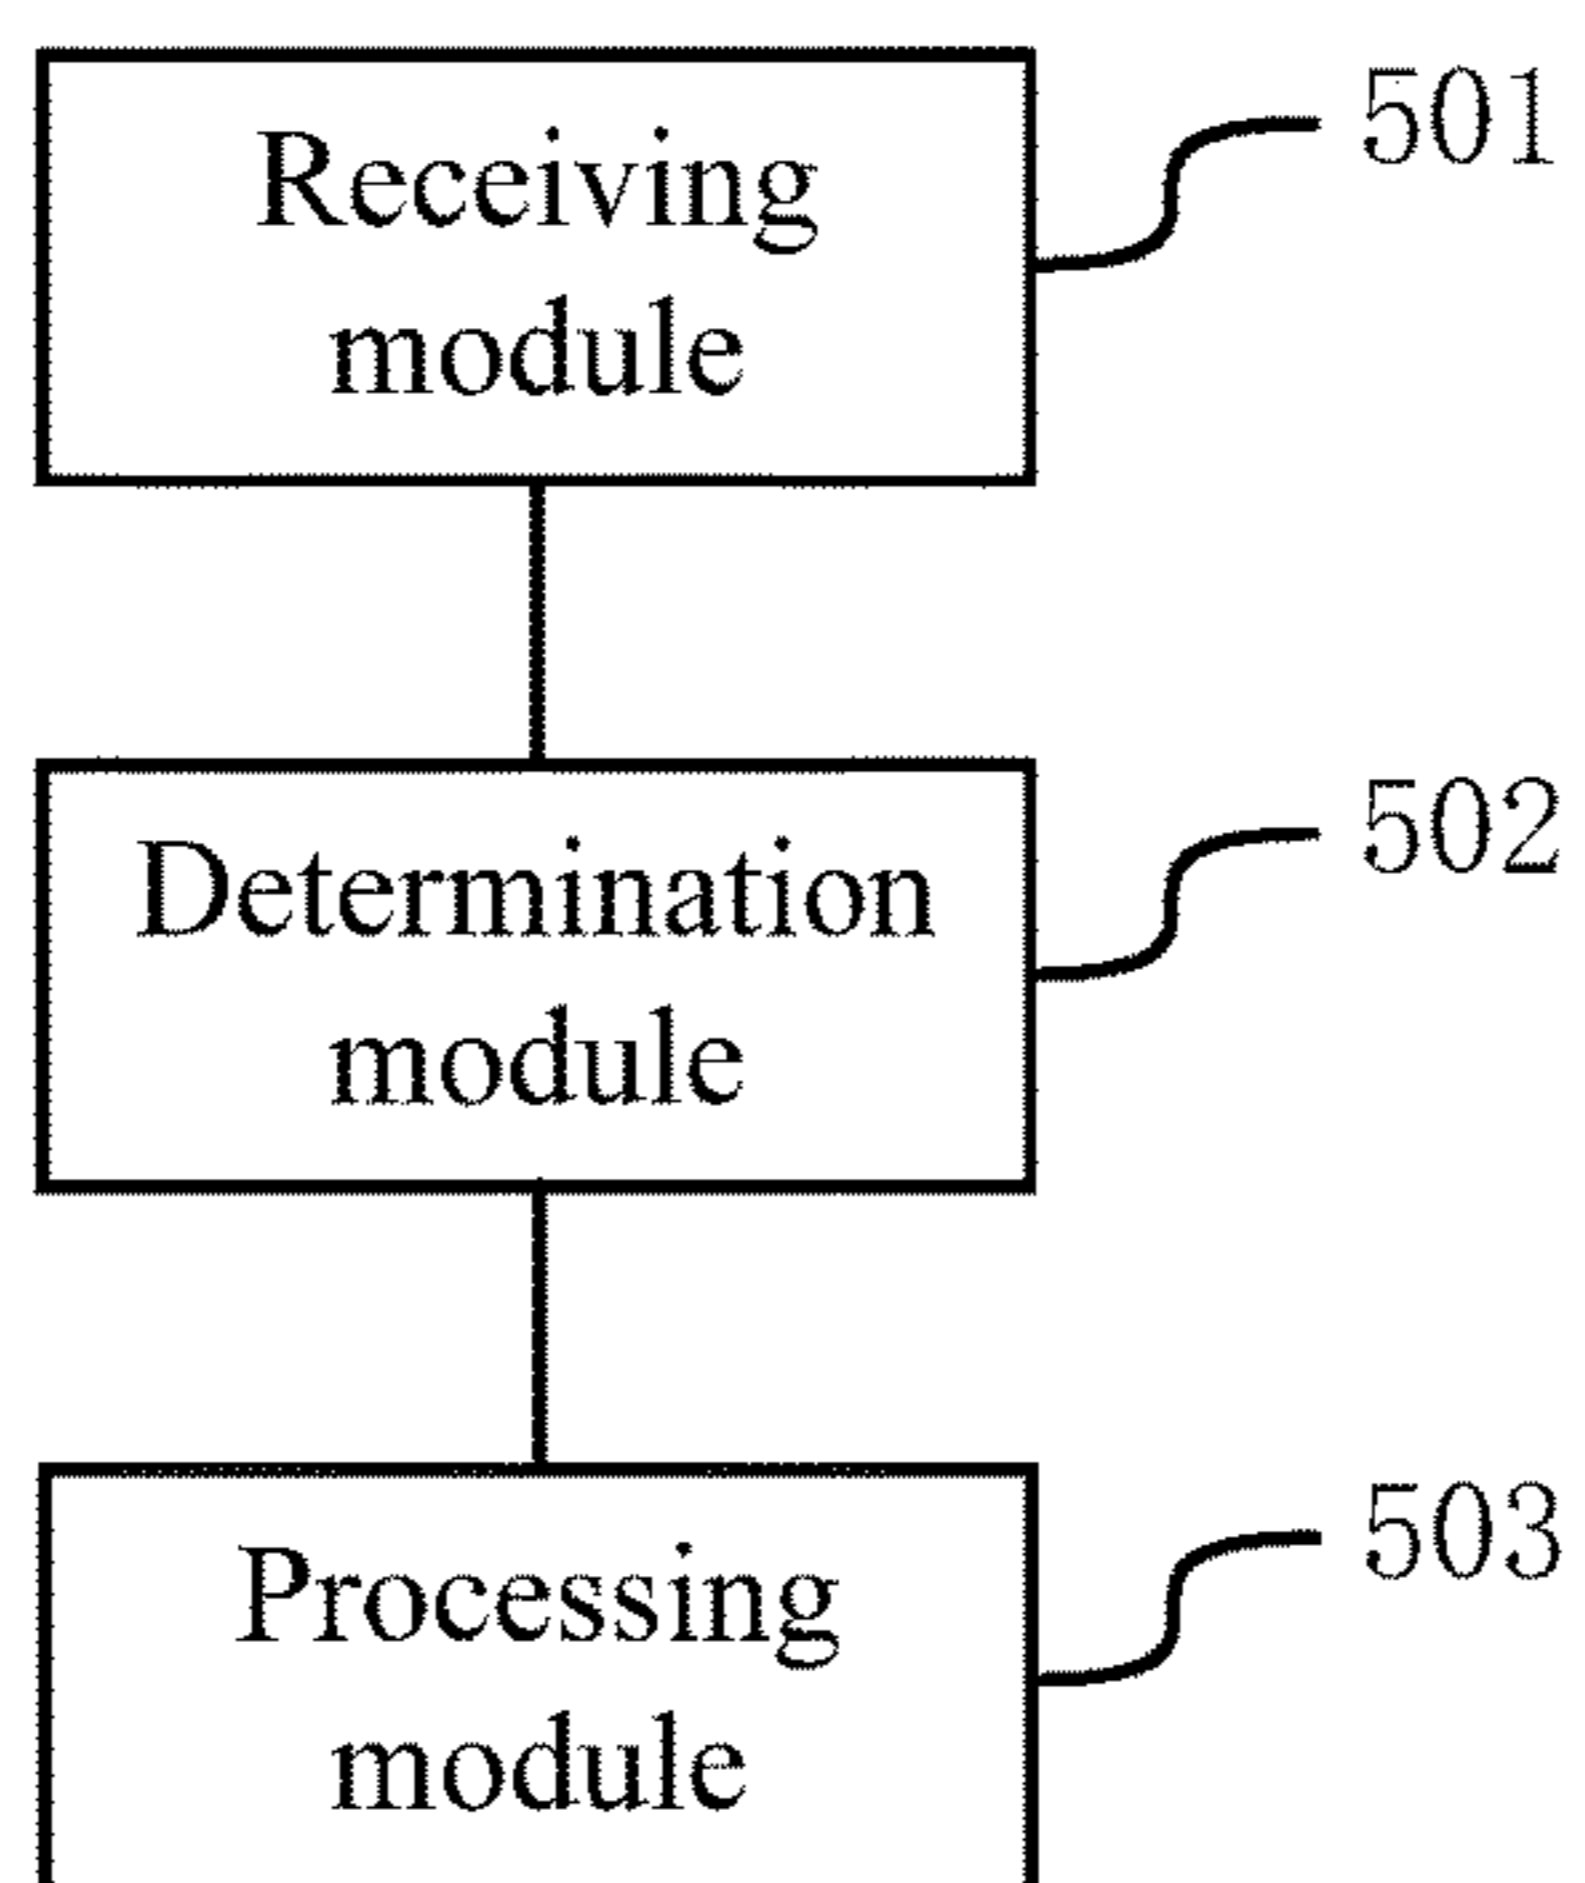 Receiving
module
501
Determination
module
502
Processing
module
503